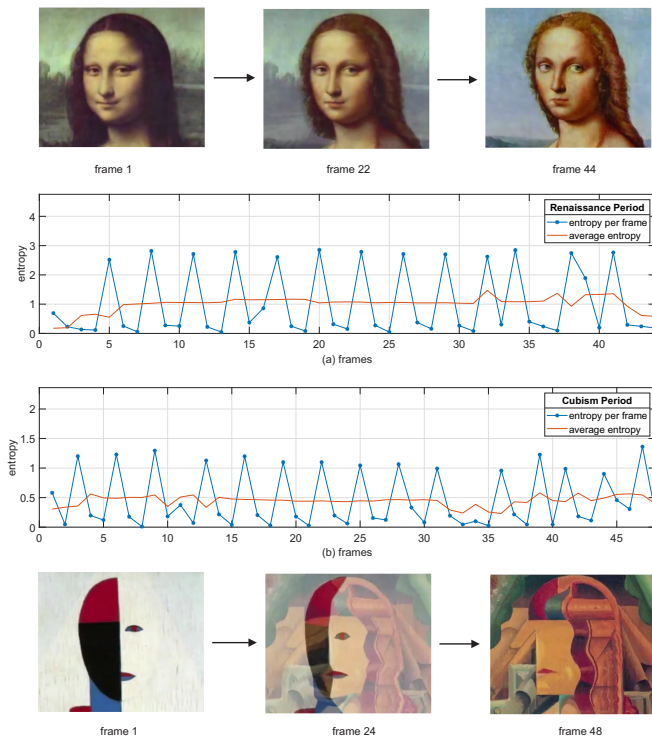 frame 1
frame 22
frame 44
Renaissance Period
entropy per frame
average entropy
4
3
2
1
0
entropy
0 5 10 15 20 25 30 35 40
(a) frames
Cubism Period
entropy per frame
average entropy
2
1.5
1
0.5
0
entropy
0 5 10 15 20 25 30 35 40 45
(b) frames
frame 1
frame 24
frame 48